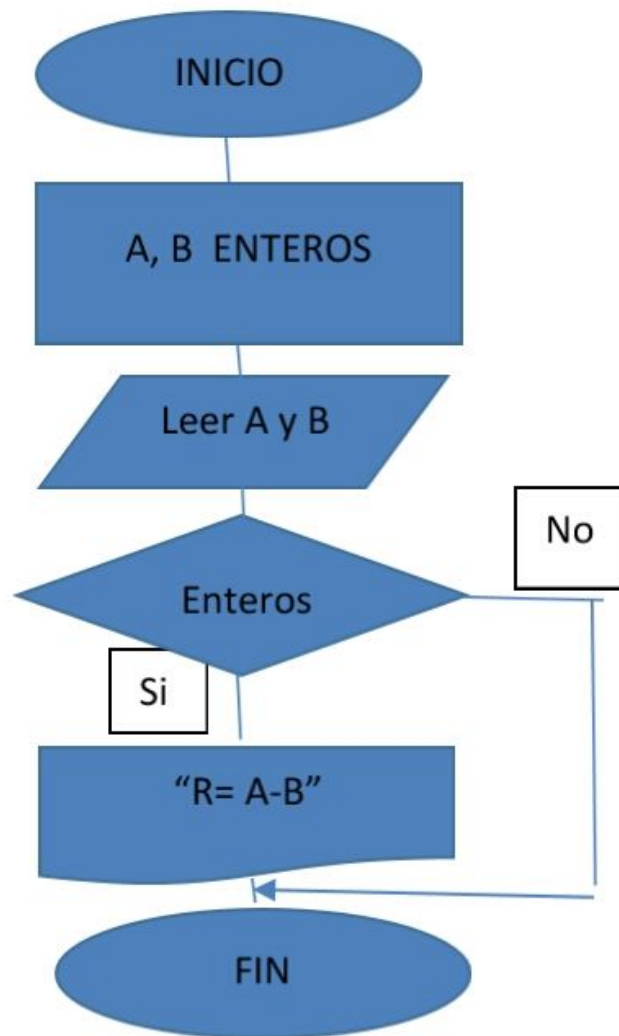 INICIO
A, B ENTEROS
Leer A y B
No
Enteros
Si
“R= A-B”
FIN